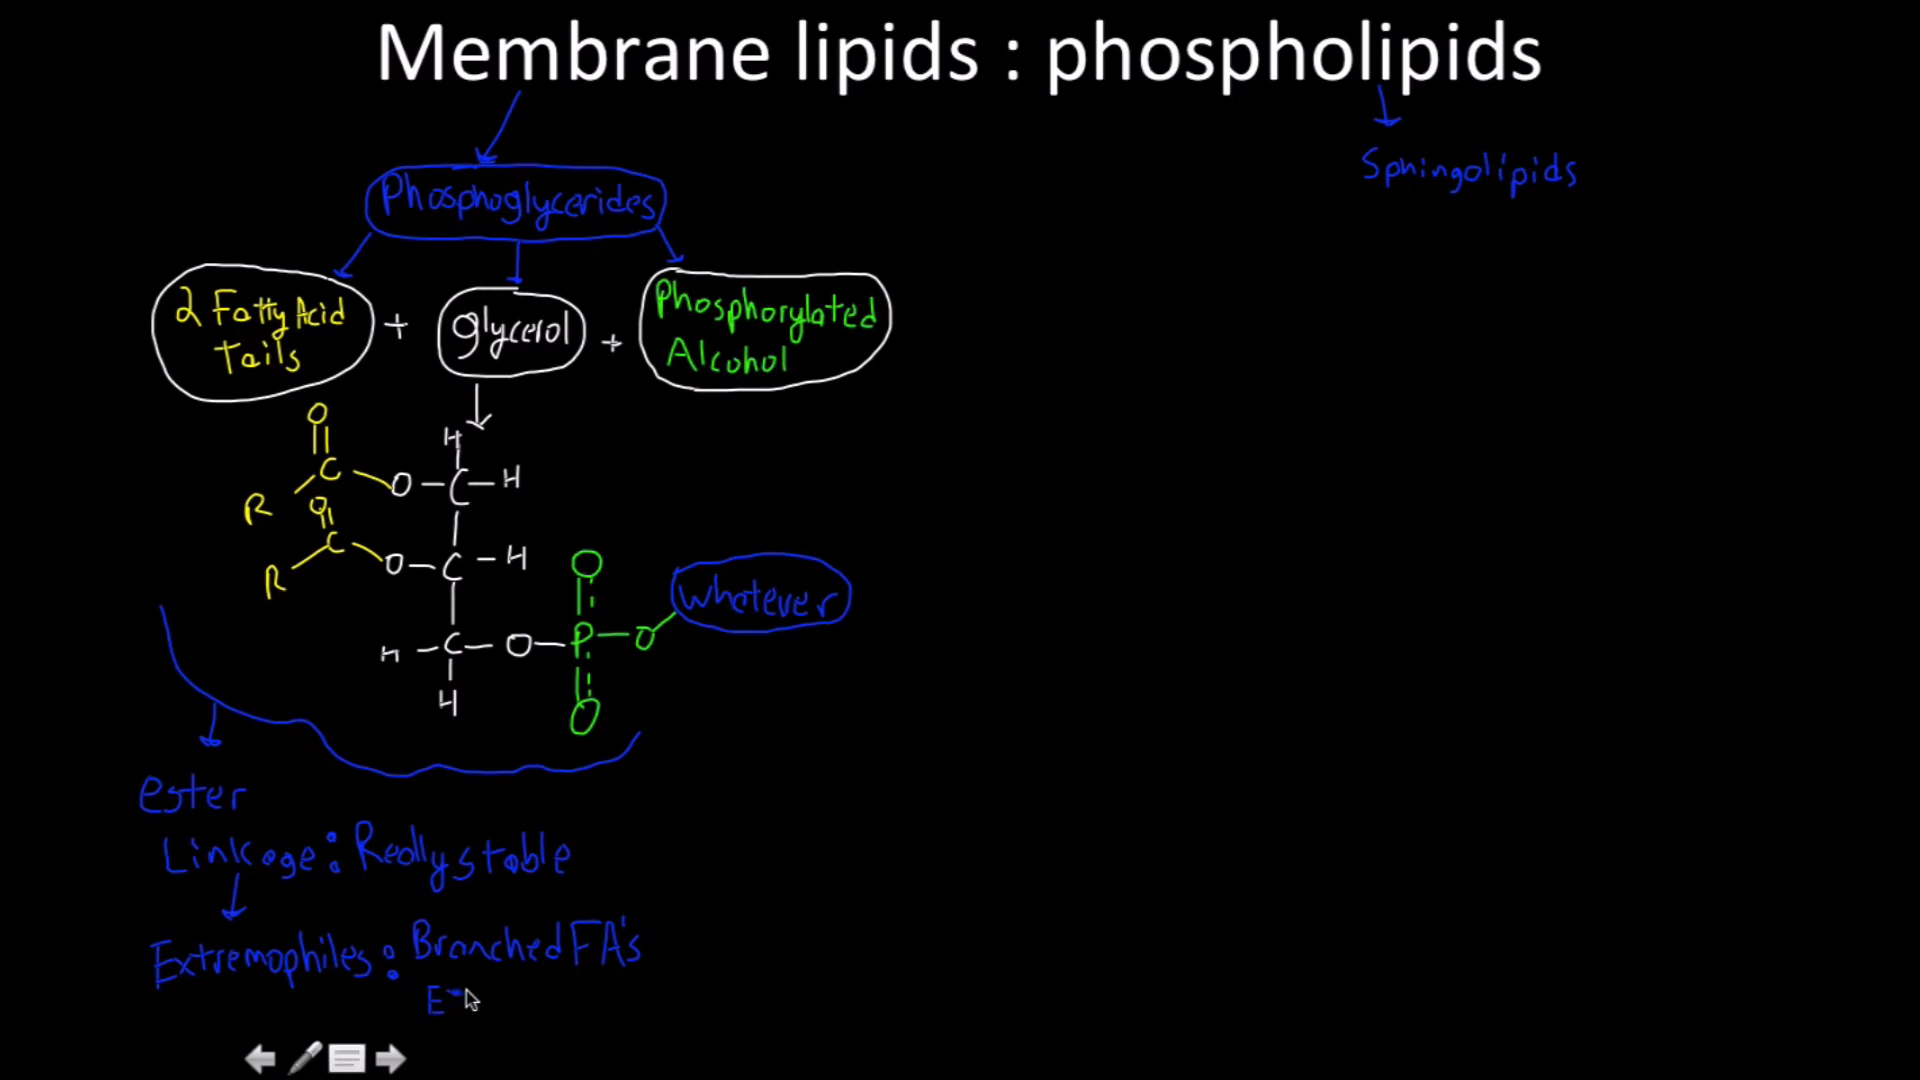 Membrane lipids : phospholipids
Sphingolipids
Phosphoglycerides
2 Fatty Acid
Tails
+
glycerol
+
Phosphorylated
Alcohol
O
H
C
O
C
H
R
O
C
O
C
H
R
O
whatever
H
C
O
P
O
H
O
ester
Linkage: Really stable
Extremophiles: Branched FA's
E